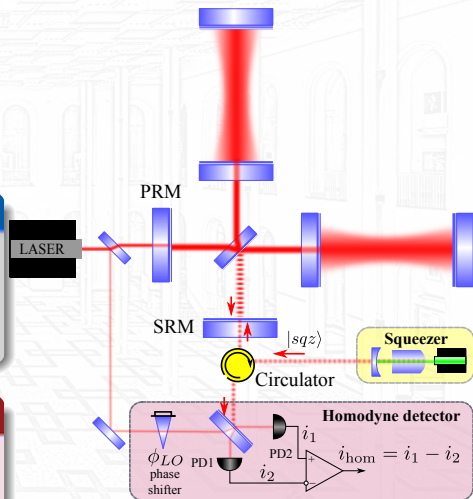 PRM
LASER
SRM
|sqz⟩
Squeezer
Circulator
Homodyne detector
i₁
ϕ_LO
phase
shifter
PD1
PD2
i₂
+
−
i_hom = i₁ − i₂